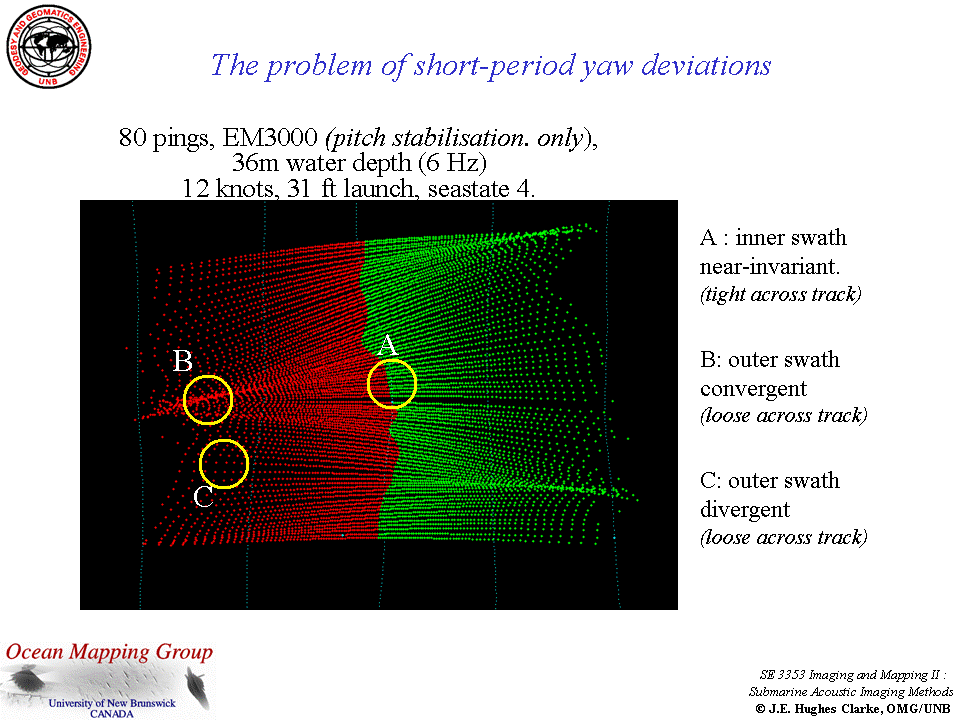 GEODESY AND GEOMATICS ENGINEERING
UNB
The problem of short-period yaw deviations
80 pings, EM3000 (pitch stabilisation. only),
36m water depth (6 Hz)
12 knots, 31 ft launch, seastate 4.
A
B
C
A : inner swath
near-invariant.
(tight across track)
B: outer swath
convergent
(loose across track)
C: outer swath
divergent
(loose across track)
Ocean Mapping Group
University of New Brunswick
CANADA
SE 3353 Imaging and Mapping II :
Submarine Acoustic Imaging Methods
© J.E. Hughes Clarke, OMG/UNB